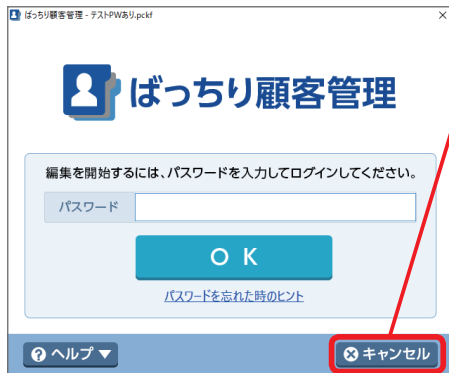 ばっちり顧客管理 - テストPWあり.pckf
ばっちり顧客管理
編集を開始するには、パスワードを入力してログインしてください。
パスワード
O K
パスワードを忘れた時のヒント
ヘルプ▼
キャンセル